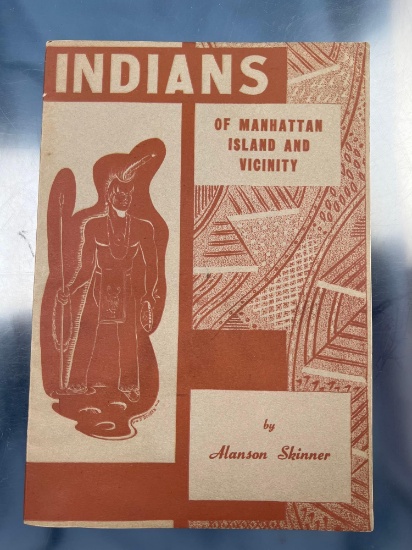 INDIANS
OF MANHATTAN
ISLAND AND
VICINITY
by
Alanson Skinner